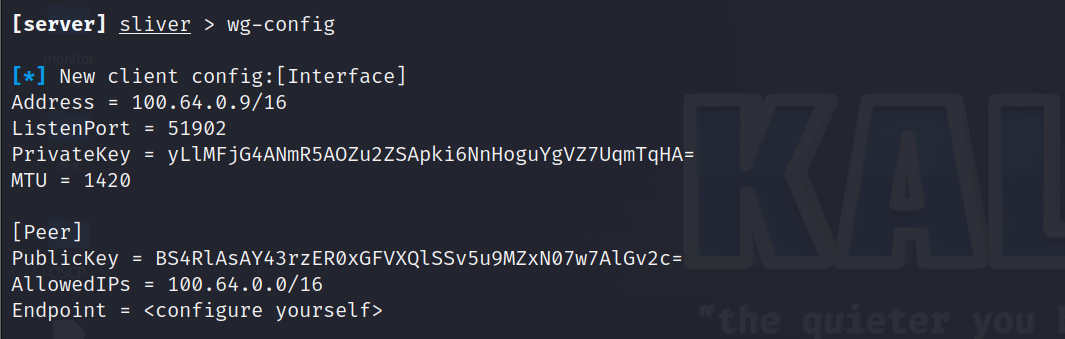 [server] sliver > wg-config
[*] New client config:[Interface]
Address = 100.64.0.9/16
ListenPort = 51902
PrivateKey = yLlMFjG4ANmR5AOZu2ZSApki6NnHoguYgVZ7UqmTqHA=
MTU = 1420
[Peer]
PublicKey = BS4RlAsAY43rzER0xGFVXQlSSv5u9MZxN07w7AlGv2c=
AllowedIPs = 100.64.0.0/16
Endpoint = <configure yourself>
KAL
"the quieter you